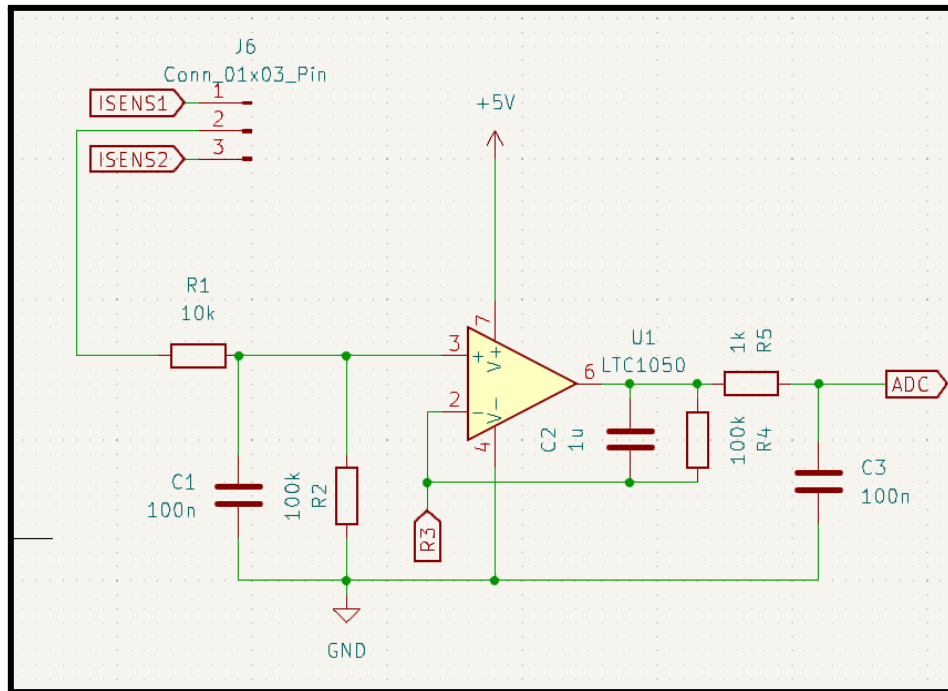 J6
Conn_01x03_Pin
ISENS1
1
2
ISENS2
3
+5V
R1
10k
7
3
+
V+
U1
LTC1050
6
1k
R5
ADC
2
-
V-
4
C2
1u
100k
R4
C1
100n
100k
R2
R3
C3
100n
GND